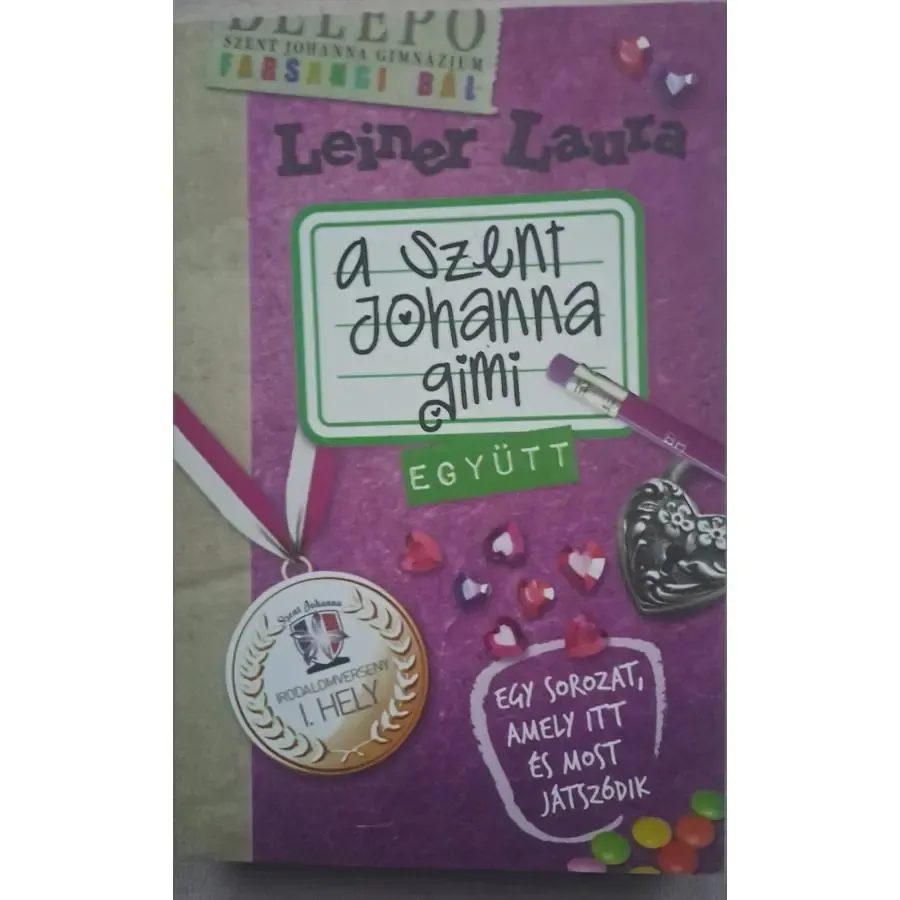 BELÉPŐ
SZENT JOHANNA GIMNÁZIUM
FARSANGI BÁL
Leiner Laura
a Szent
Johanna
gimi
EGYÜTT
Szent Johanna
IRODALOMVERSENY
I. HELY
EGY SOROZAT,
AMELY ITT
ÉS MOST
JÁTSZÓDIK